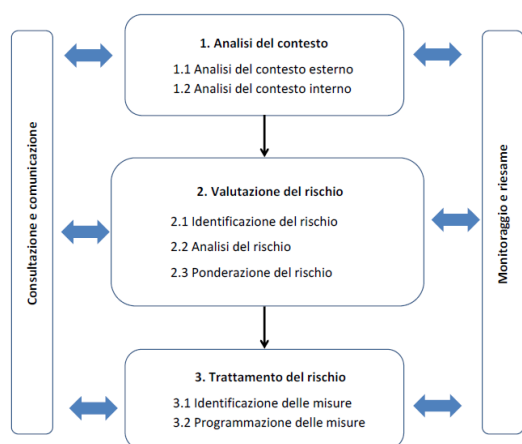 Consultazione e comunicazione
1. Analisi del contesto
1.1 Analisi del contesto esterno
1.2 Analisi del contesto interno
2. Valutazione del rischio
2.1 Identificazione del rischio
2.2 Analisi del rischio
2.3 Ponderazione del rischio
3. Trattamento del rischio
3.1 Identificazione delle misure
3.2 Programmazione delle misure
Monitoraggio e riesame